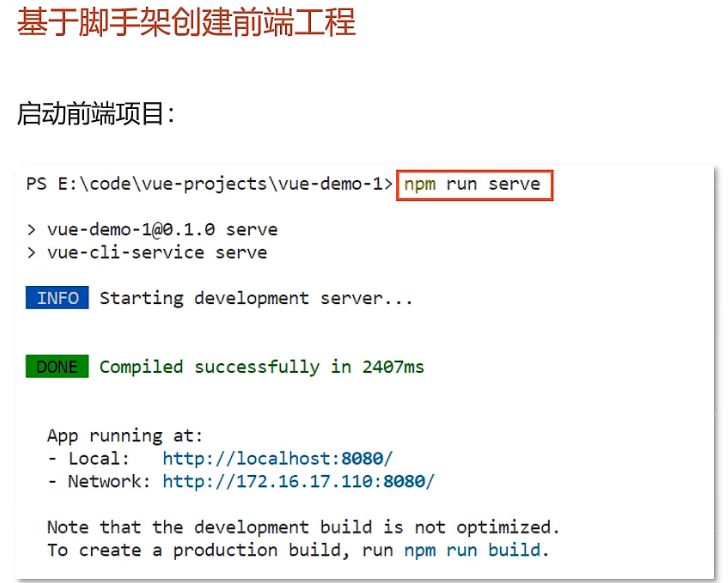 基于脚手架创建前端工程
启动前端项目：
PS E:\code\vue-projects\vue-demo-1> npm run serve
> vue-demo-1@0.1.0 serve
> vue-cli-service serve
INFO Starting development server...
DONE Compiled successfully in 2407ms
App running at:
- Local: http://localhost:8080/
- Network: http://172.16.17.110:8080/
Note that the development build is not optimized.
To create a production build, run npm run build.